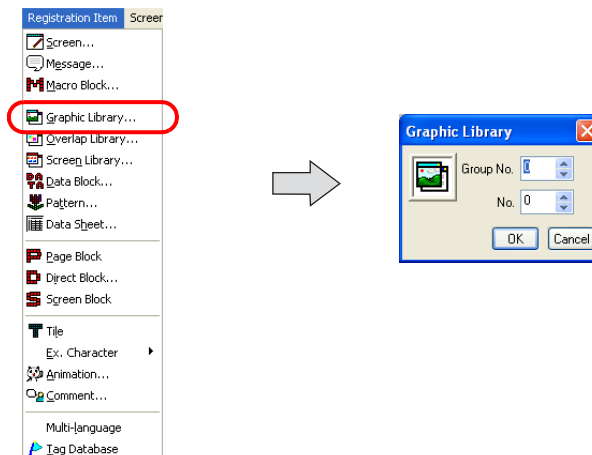 Registration Item Screen
Screen...
Message...
Macro Block...
Graphic Library...
Overlap Library...
Screen Library...
Data Block...
Pattern...
Data Sheet...
Page Block
Direct Block...
Screen Block
Tile
Ex. Character
Animation...
Comment...
Multi-language
Tag Database
Graphic Library
Group No. 0
No. 0
OK Cancel